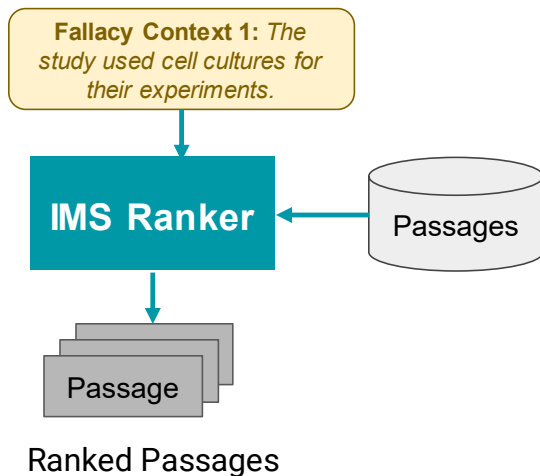 Fallacy Context 1: The
study used cell cultures for
their experiments.
IMS Ranker
Passages
Passage
Ranked Passages